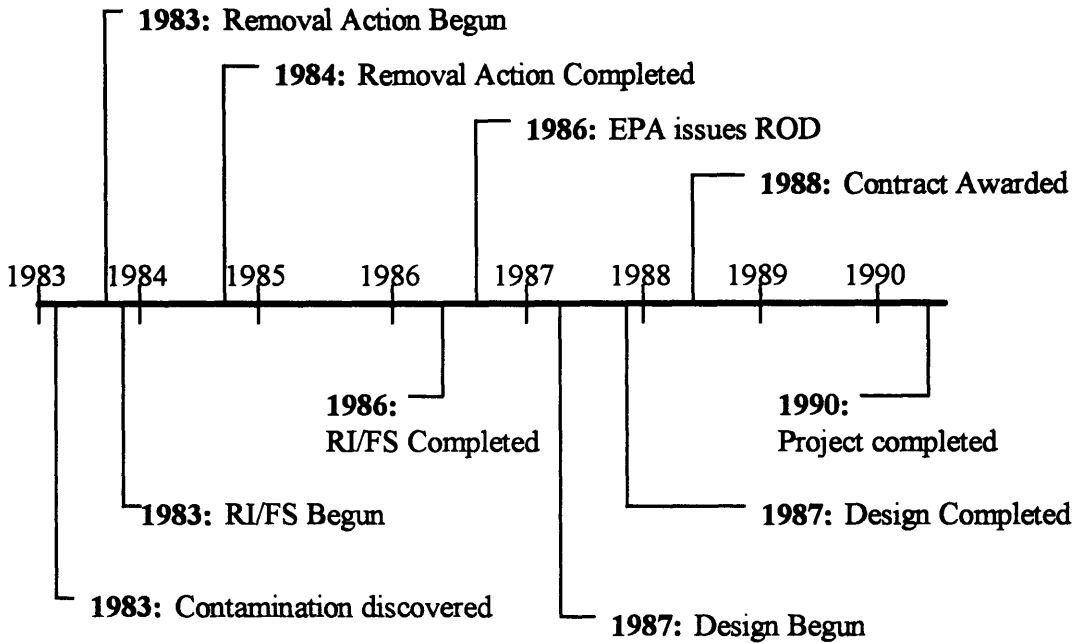 1983: Removal Action Begun
1984: Removal Action Completed
1986: EPA issues ROD
1988: Contract Awarded
1983 1984 1985 1986 1987 1988 1989 1990
1986:
RI/FS Completed
1990:
Project completed
1983: RI/FS Begun
1987: Design Completed
1983: Contamination discovered
1987: Design Begun